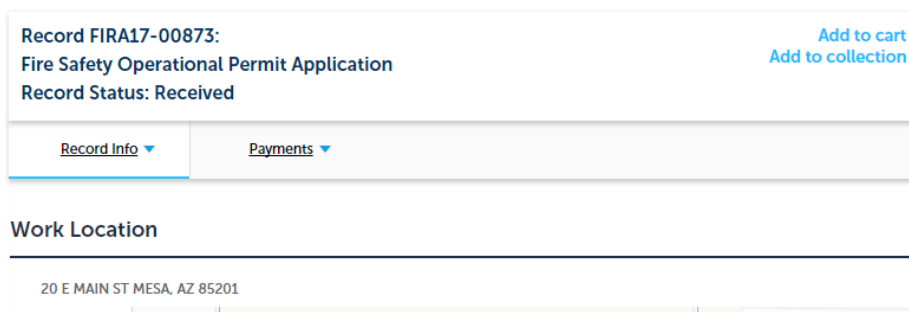 Record FIRA17-00873:
Add to cart
Fire Safety Operational Permit Application
Add to collection
Record Status: Received
Record Info
Payments
Work Location
20 E MAIN ST MESA, AZ 85201